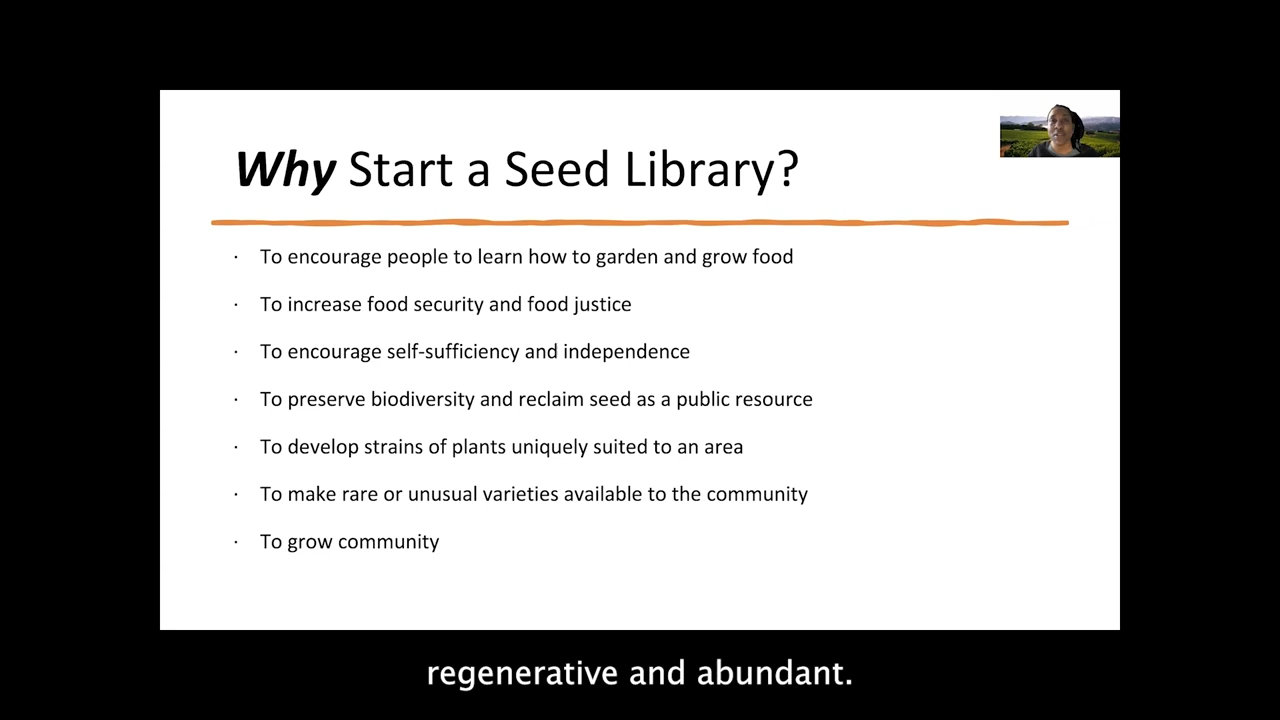 Why Start a Seed Library?
· To encourage people to learn how to garden and grow food
· To increase food security and food justice
· To encourage self-sufficiency and independence
· To preserve biodiversity and reclaim seed as a public resource
· To develop strains of plants uniquely suited to an area
· To make rare or unusual varieties available to the community
· To grow community
regenerative and abundant.